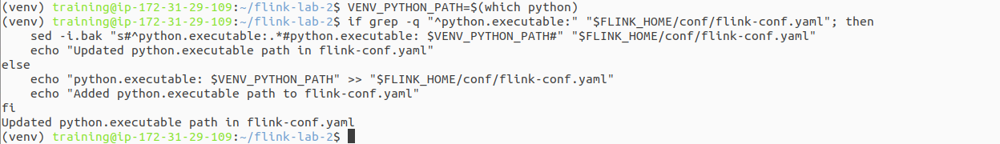 (venv) training@ip-172-31-29-109:~/flink-lab-2$ VENV_PYTHON_PATH=$(which python)
(venv) training@ip-172-31-29-109:~/flink-lab-2$ if grep -q "^python.executable:" "$FLINK_HOME/conf/flink-conf.yaml"; then
    sed -i.bak "s#^python.executable:.*#python.executable: $VENV_PYTHON_PATH#" "$FLINK_HOME/conf/flink-conf.yaml"
    echo "Updated python.executable path in flink-conf.yaml"
else
    echo "python.executable: $VENV_PYTHON_PATH" >> "$FLINK_HOME/conf/flink-conf.yaml"
    echo "Added python.executable path to flink-conf.yaml"
fi
Updated python.executable path in flink-conf.yaml
(venv) training@ip-172-31-29-109:~/flink-lab-2$